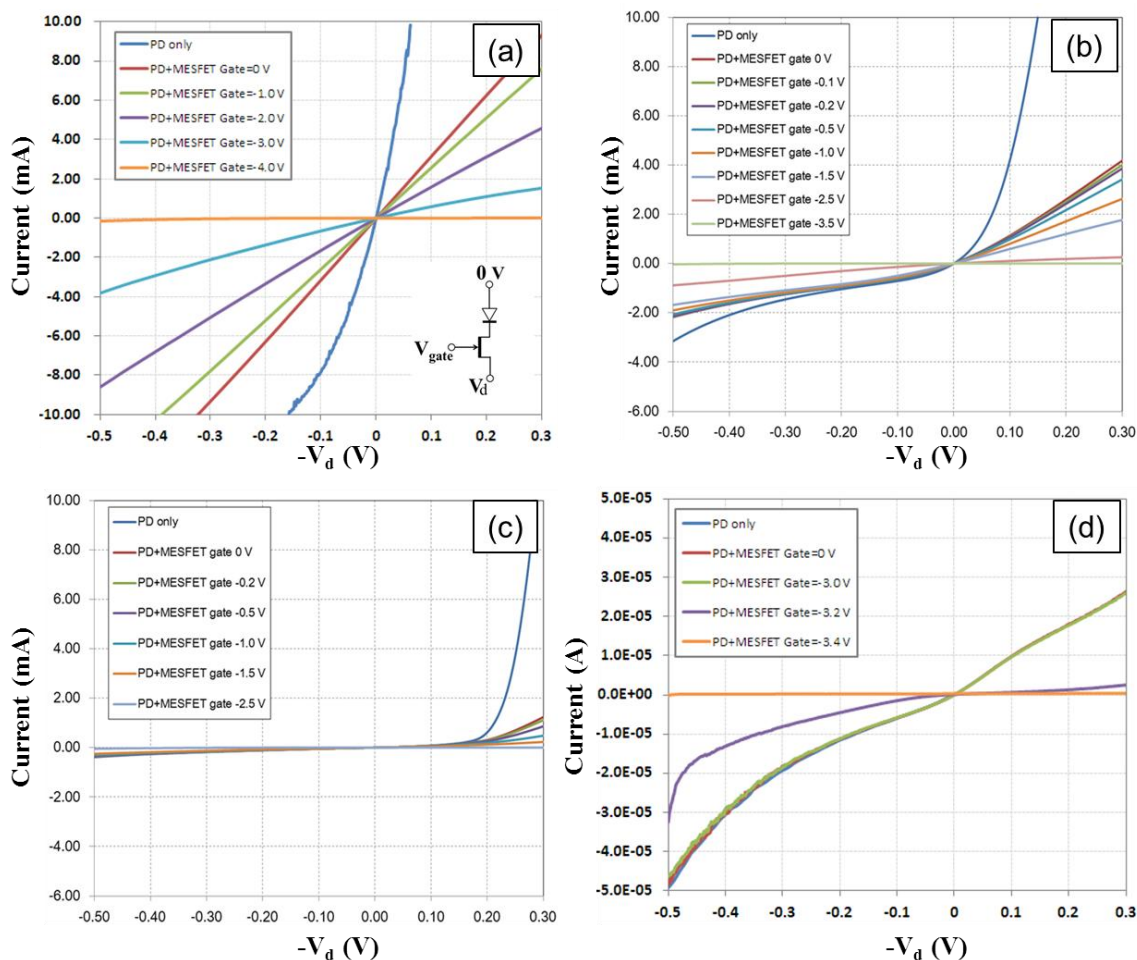 (a)
10.00
8.00
6.00
4.00
2.00
0.00
-2.00
-4.00
-6.00
-8.00
-10.00
Current (mA)
PD only
PD+MESFET Gate=0 V
PD+MESFET Gate=-1.0 V
PD+MESFET Gate=-2.0 V
PD+MESFET Gate=-3.0 V
PD+MESFET Gate=-4.0 V
0 V
Vgate
Vd
-0.5 -0.4 -0.3 -0.2 -0.1 0 0.1 0.2 0.3
-Vd (V)
(b)
10.00
8.00
6.00
4.00
2.00
0.00
-2.00
-4.00
-6.00
Current (mA)
PD only
PD+MESFET gate 0 V
PD+MESFET gate -0.1 V
PD+MESFET gate -0.2 V
PD+MESFET gate -0.5 V
PD+MESFET gate -1.0 V
PD+MESFET gate -1.5 V
PD+MESFET gate -2.5 V
PD+MESFET gate -3.5 V
-0.50 -0.40 -0.30 -0.20 -0.10 0.00 0.10 0.20 0.30
-Vd (V)
(c)
10.00
8.00
6.00
4.00
2.00
0.00
-2.00
-4.00
-6.00
Current (mA)
PD only
PD+MESFET gate 0 V
PD+MESFET gate -0.2 V
PD+MESFET gate -0.5 V
PD+MESFET gate -1.0 V
PD+MESFET gate -1.5 V
PD+MESFET gate -2.5 V
-0.50 -0.40 -0.30 -0.20 -0.10 0.00 0.10 0.20 0.30
-Vd (V)
(d)
5.0E-05
4.0E-05
3.0E-05
2.0E-05
1.0E-05
0.0E+00
-1.0E-05
-2.0E-05
-3.0E-05
-4.0E-05
-5.0E-05
Current (A)
PD only
PD+MESFET Gate=0 V
PD+MESFET Gate=-3.0 V
PD+MESFET Gate=-3.2 V
PD+MESFET Gate=-3.4 V
-0.5 -0.4 -0.3 -0.2 -0.1 0 0.1 0.2 0.3
-Vd (V)